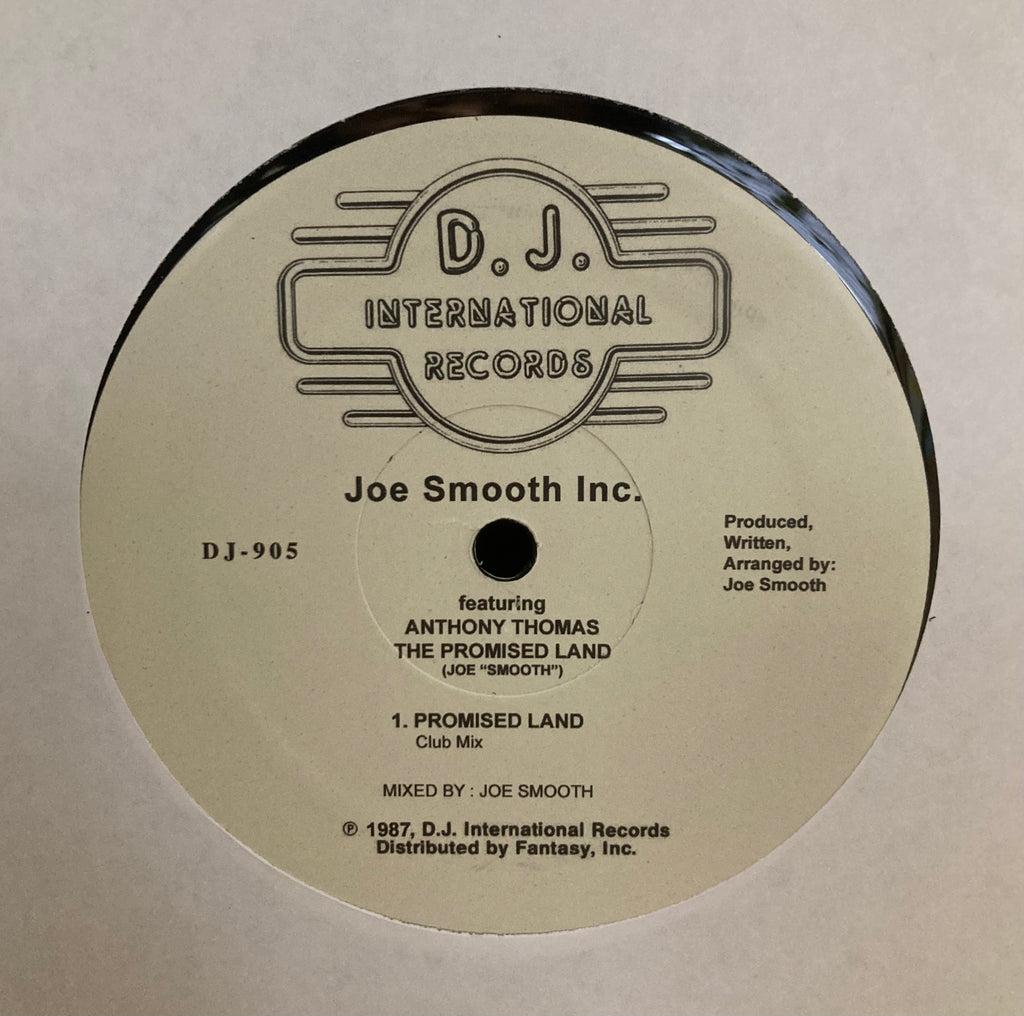 D. J.
INTERNATIONAL
RECORDS
Joe Smooth Inc.
DJ-905
Produced,
Written,
Arranged by:
Joe Smooth
featuring
ANTHONY THOMAS
THE PROMISED LAND
(JOE “SMOOTH”)
1. PROMISED LAND
Club Mix
MIXED BY : JOE SMOOTH
℗ 1987, D.J. International Records
Distributed by Fantasy, Inc.